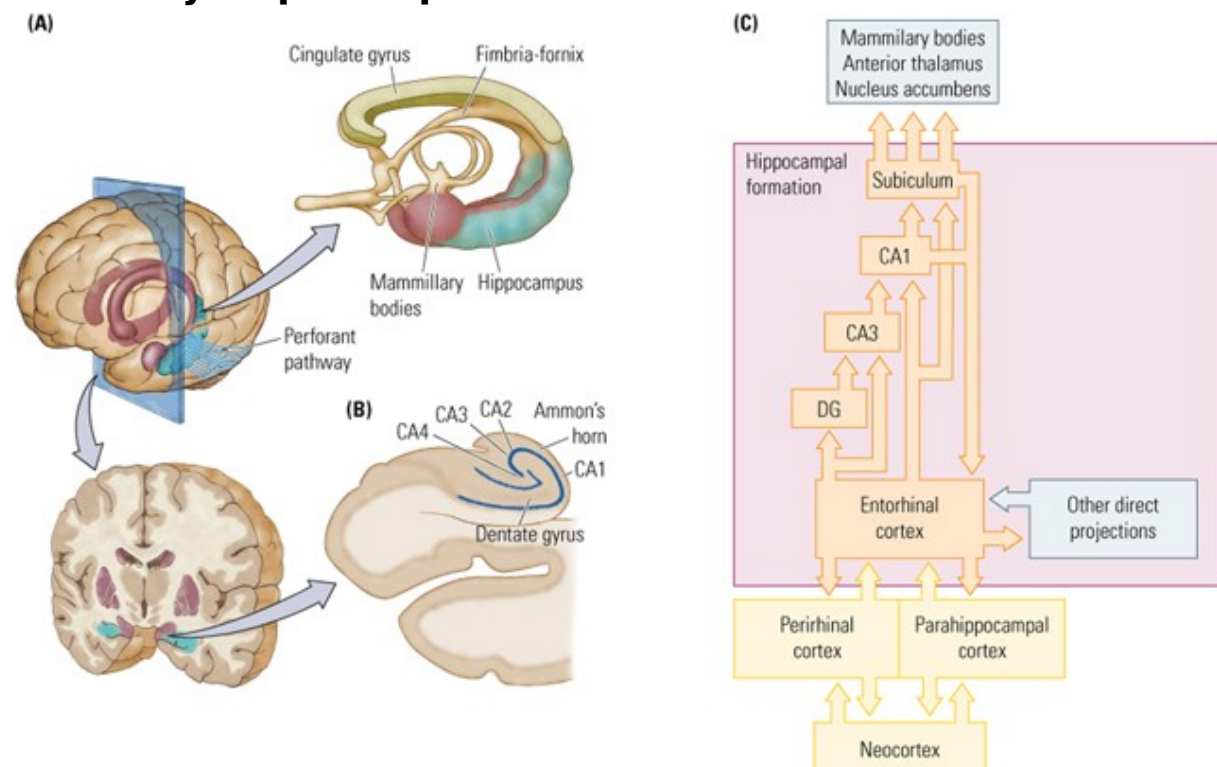 (A)
Cingulate gyrus
Fimbria-fornix
Mammillary
bodies
Hippocampus
Perforant
pathway
(B)
CA4
CA3
CA2
Ammon's
horn
CA1
Dentate gyrus
(C)
Mammilary bodies
Anterior thalamus
Nucleus accumbens
Hippocampal
formation
Subiculum
CA1
CA3
DG
Entorhinal
cortex
Other direct
projections
Perirhinal
cortex
Parahippocampal
cortex
Neocortex